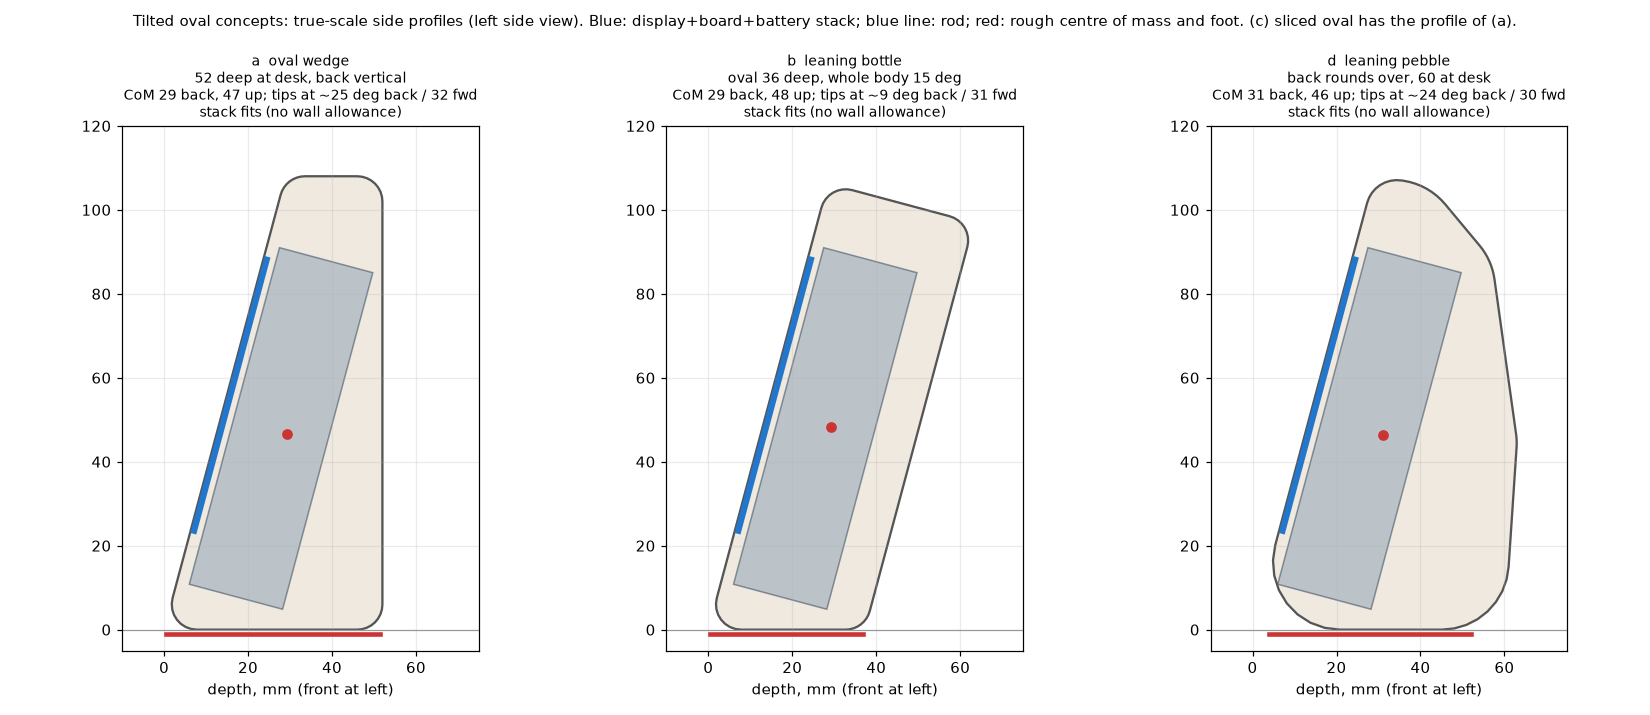 Tilted oval concepts: true-scale side profiles (left side view). Blue: display+board+battery stack; blue line: rod; red: rough centre of mass and foot. (c) sliced oval has the profile of (a).
a  oval wedge
52 deep at desk, back vertical
CoM 29 back, 47 up; tips at ~25 deg back / 32 fwd
stack fits (no wall allowance)
120
100
80
60
40
20
0
0 20 40 60
depth, mm (front at left)
b  leaning bottle
oval 36 deep, whole body 15 deg
CoM 29 back, 48 up; tips at ~9 deg back / 31 fwd
stack fits (no wall allowance)
120
100
80
60
40
20
0
0 20 40 60
depth, mm (front at left)
d  leaning pebble
back rounds over, 60 at desk
CoM 31 back, 46 up; tips at ~24 deg back / 30 fwd
stack fits (no wall allowance)
120
100
80
60
40
20
0
0 20 40 60
depth, mm (front at left)